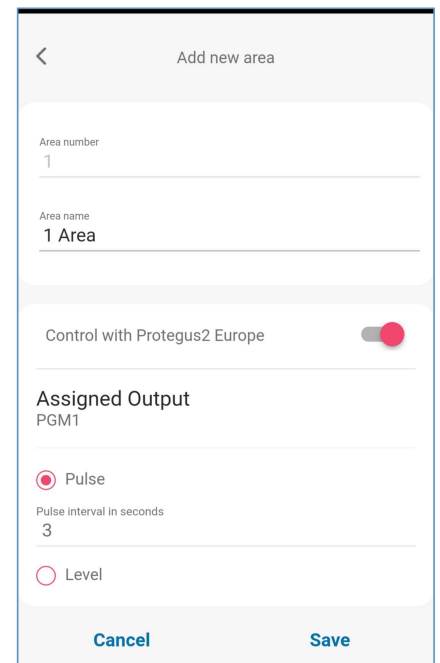 Add new area
Area number
1
Area name
1 Area
Control with Protegus2 Europe
Assigned Output
PGM1
Pulse
Pulse interval in seconds
3
Level
Cancel Save